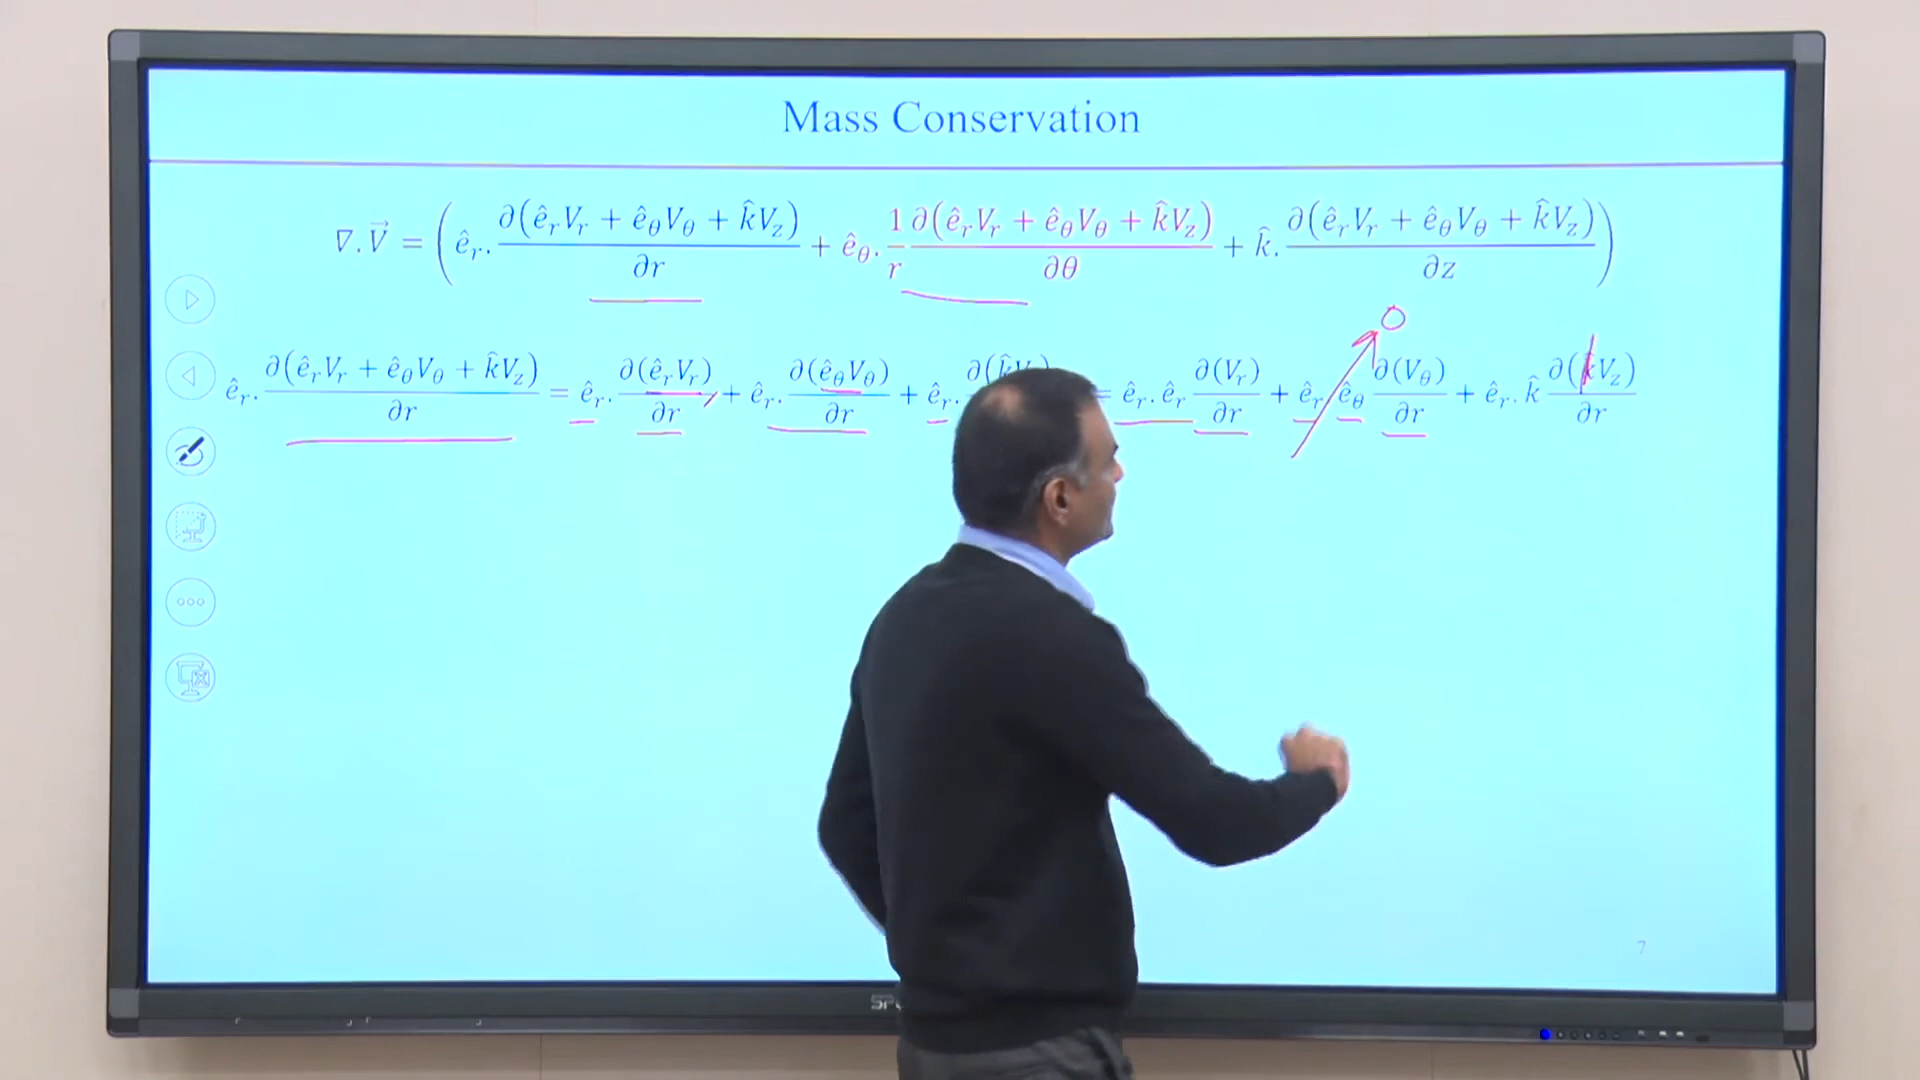 Mass Conservation
∇.V⃗ = ( ê_r. ∂(ê_rV_r + ê_θV_θ + k̂V_z)/∂r + ê_θ. 1/r ∂(ê_rV_r + ê_θV_θ + k̂V_z)/∂θ + k̂. ∂(ê_rV_r + ê_θV_θ + k̂V_z)/∂z )
0
ê_r. ∂(ê_rV_r + ê_θV_θ + k̂V_z)/∂r = ê_r. ∂(ê_rV_r)/∂r + ê_r. ∂(ê_θV_θ)/∂r + ê_r. ∂(k̂V_z) = ê_r. ê_r ∂(V_r)/∂r + ê_r ê_θ ∂(V_θ)/∂r + ê_r. k̂ ∂(k̂V_z)/∂r
7